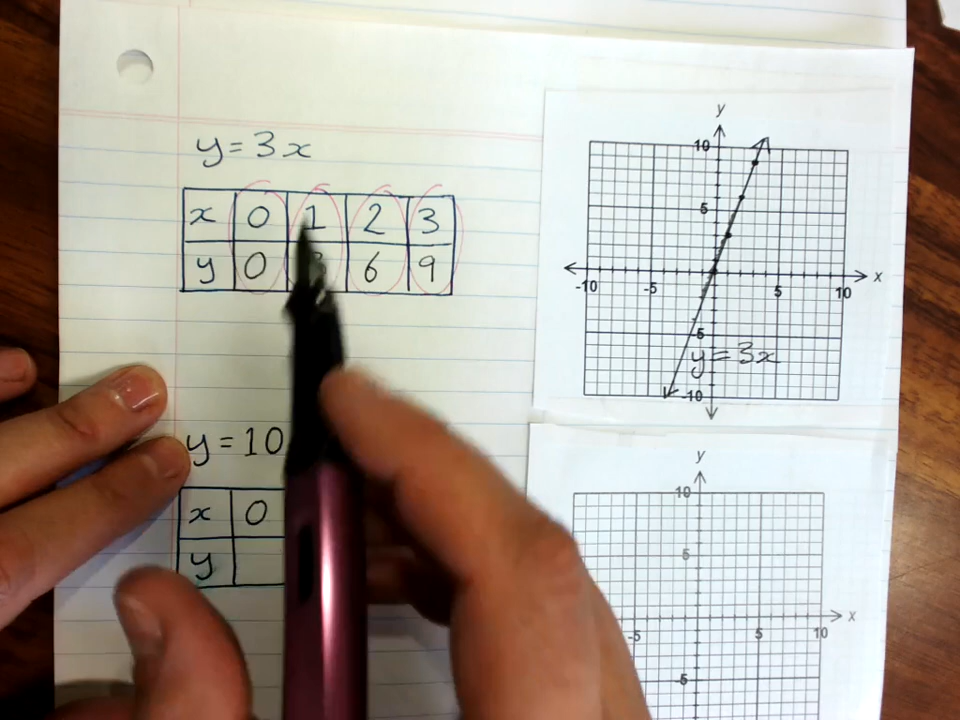 y = 3x
x 0 1 2 3
y 0 3 6 9
y = 10
x 0
y
y
10
5
-10 -5 5 10 x
-5
y = 3x
-10
y
10
5
-5 5 10 x
-5